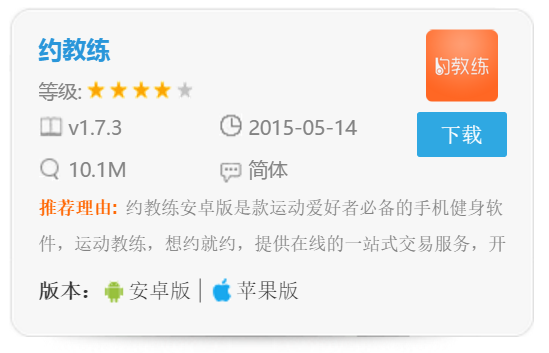 约教练
等级:
约教练
v1.7.3
2015-05-14
下载
10.1M
简体
推荐理由: 约教练安卓版是款运动爱好者必备的手机健身软
件，运动教练，想约就约，提供在线的一站式交易服务，开
版本： 安卓版 | 苹果版